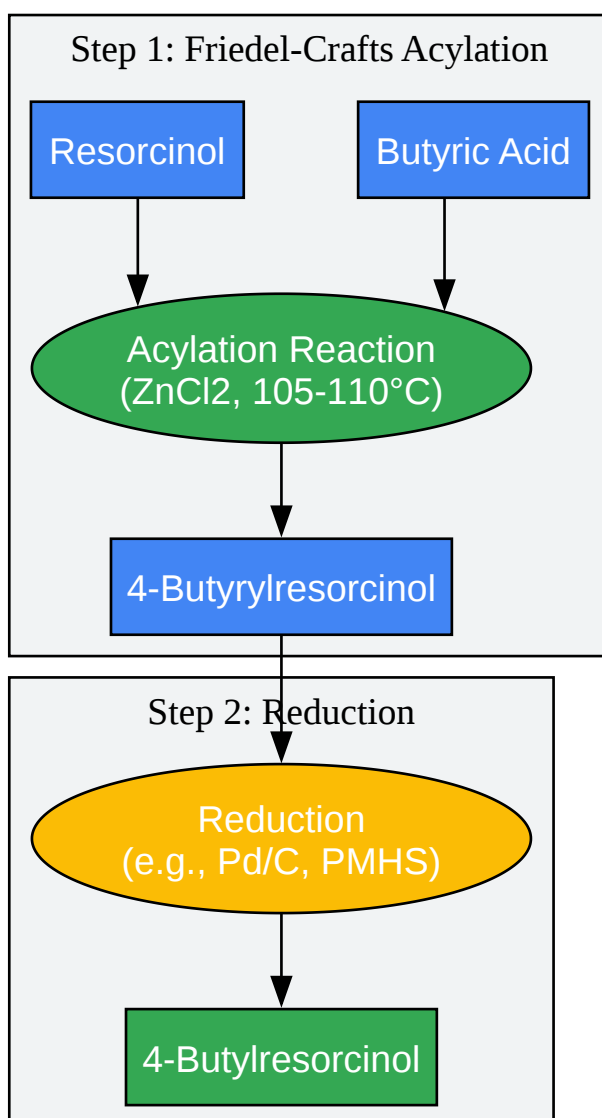 Step 1: Friedel-Crafts Acylation
Resorcinol
Butyric Acid
Acylation Reaction
(ZnCl2, 105-110°C)
4-Butyrylresorcinol
Step 2: Reduction
Reduction
(e.g., Pd/C, PMHS)
4-Butylresorcinol